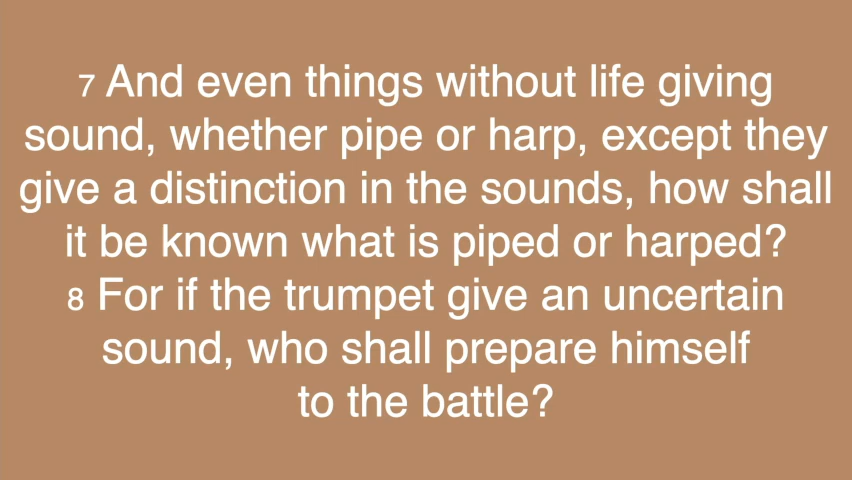 7 And even things without life giving
sound, whether pipe or harp, except they
give a distinction in the sounds, how shall
it be known what is piped or harped?
8 For if the trumpet give an uncertain
sound, who shall prepare himself
to the battle?